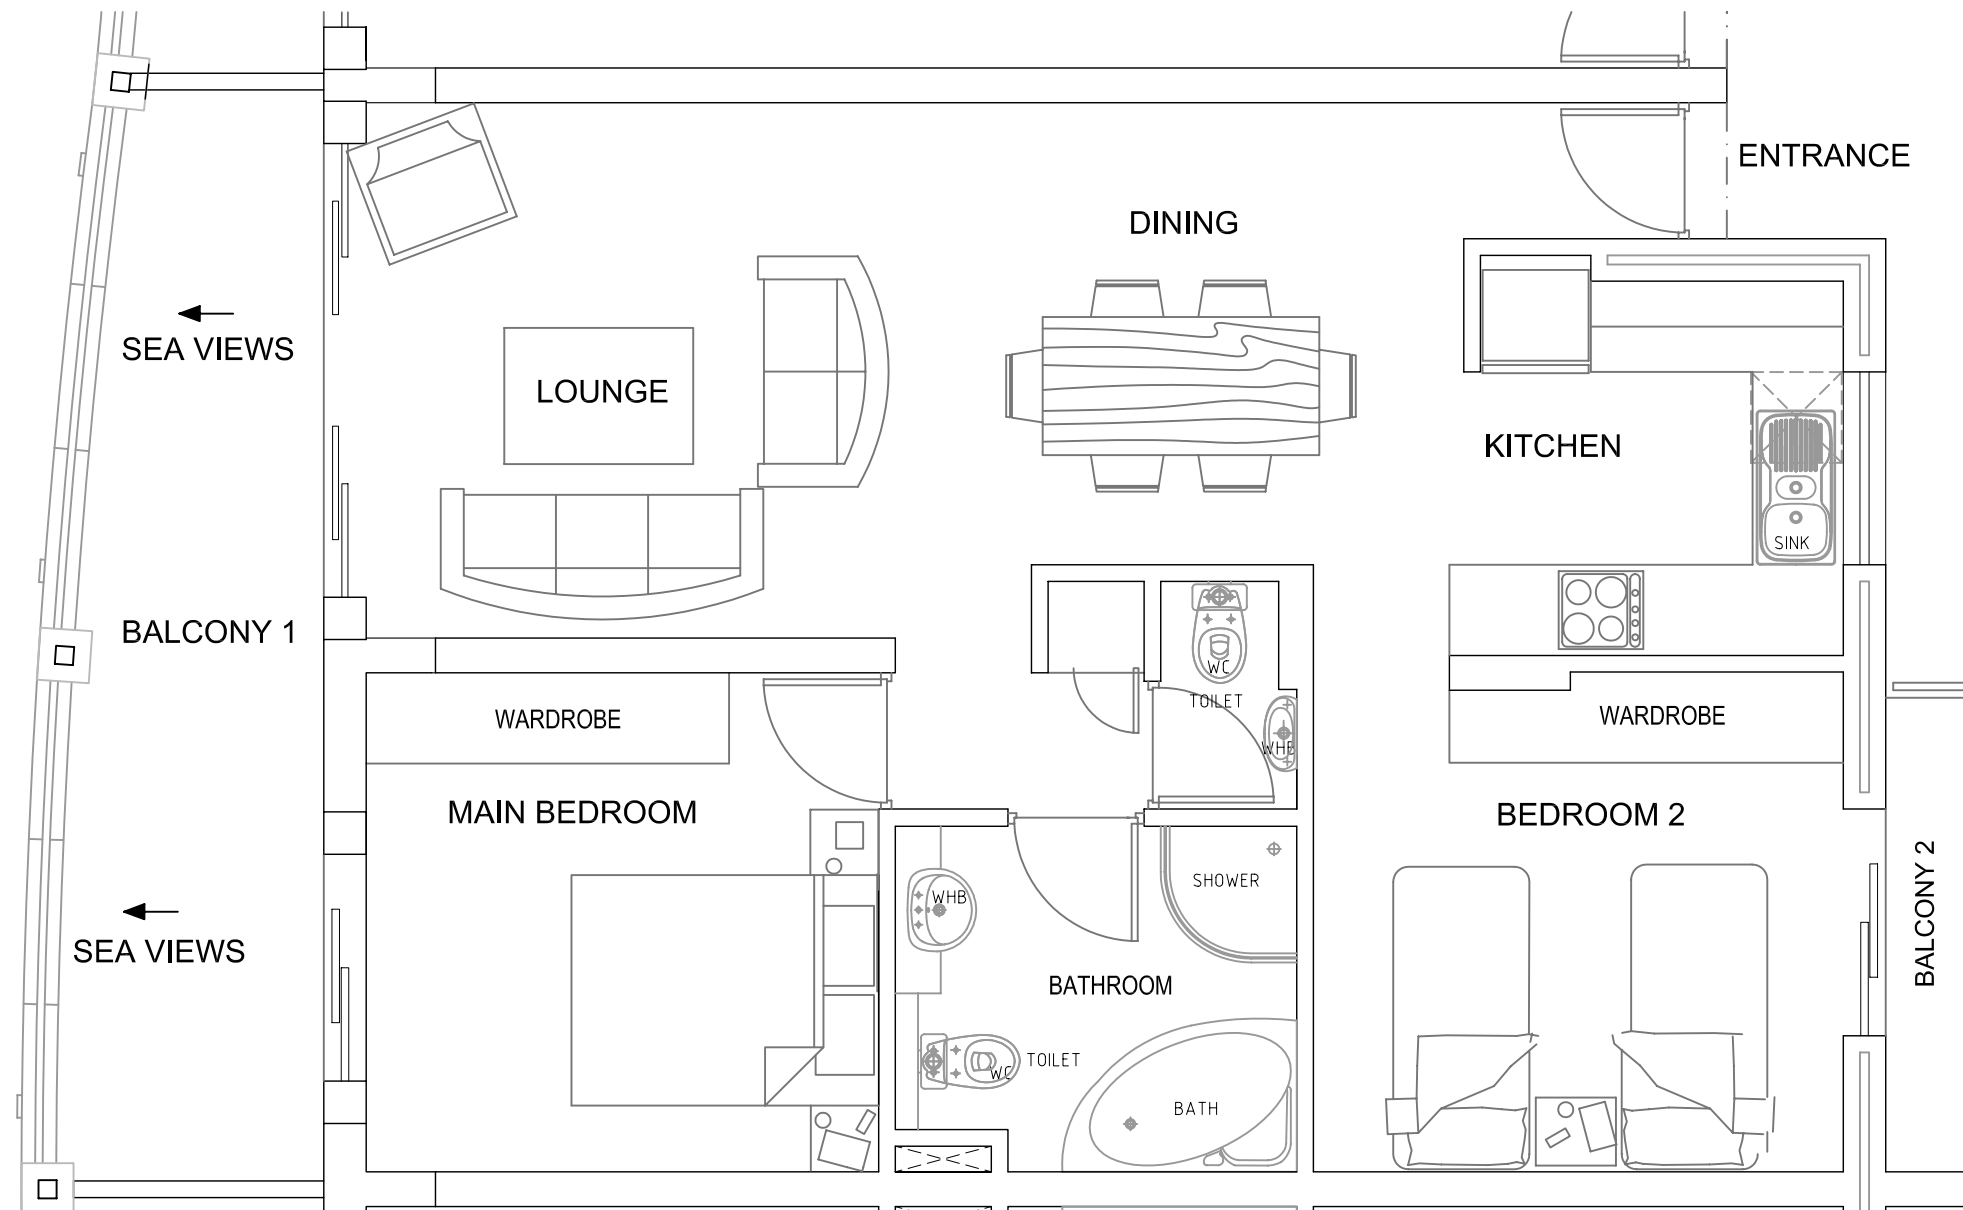 ENTRANCE
DINING
SEA VIEWS
LOUNGE
KITCHEN
SINK
BALCONY 1
WC
TOILET
WARDROBE
WARDROBE
WHB
MAIN BEDROOM
BEDROOM 2
SHOWER
WHB
BALCONY 2
SEA VIEWS
BATHROOM
TOILET
WC
BATH